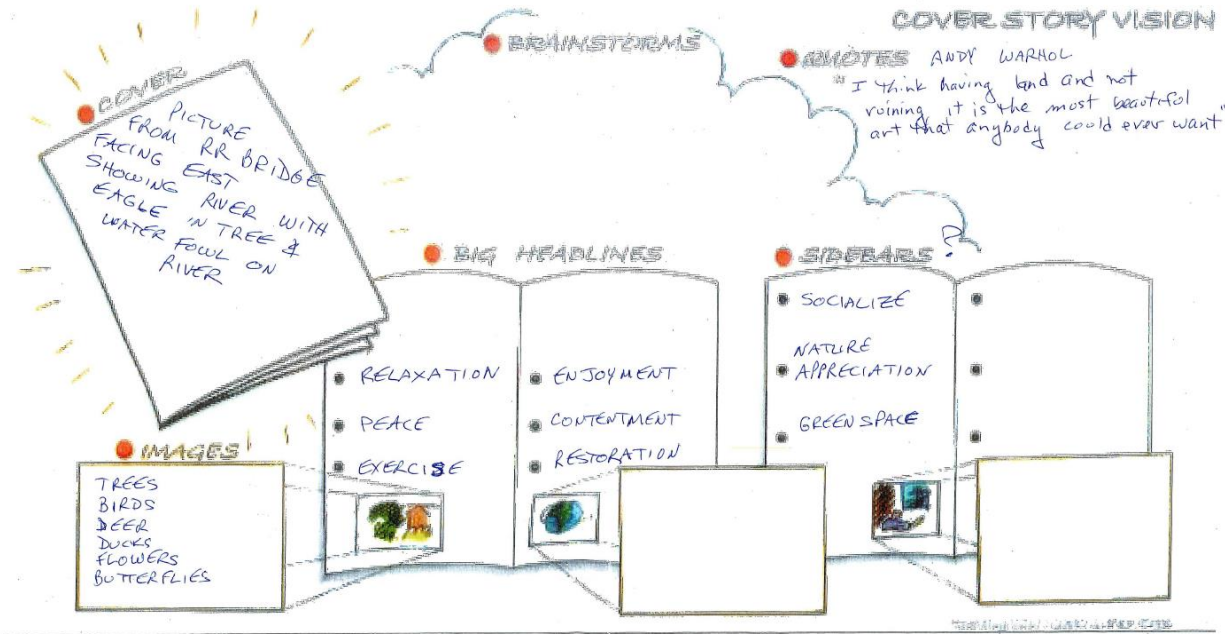 COVER STORY VISION
BRAINSTORMS
QUOTES ANDY WARHOL
"I think having land and not
ruining it is the most beautiful
art that anybody could ever want"
COVER
PICTURE
FROM RR BRIDGE
FACING EAST
SHOWING RIVER WITH
EAGLE IN TREE &
WATER FOWL ON
RIVER
BIG HEADLINES
RELAXATION
PEACE
EXERCISE
ENJOYMENT
CONTENTMENT
RESTORATION
SIDEBARS ?
SOCIALIZE
NATURE
APPRECIATION
GREENSPACE
IMAGES
TREES
BIRDS
DEER
DUCKS
FLOWERS
BUTTERFLIES